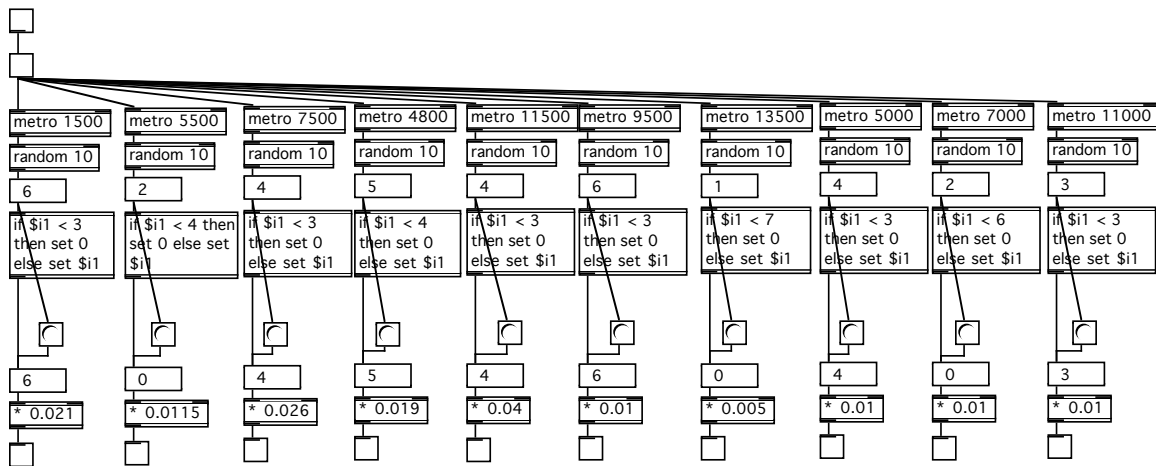 metro 1500 metro 5500 metro 7500 metro 4800 metro 11500 metro 9500 metro 13500 metro 5000 metro 7000 metro 11000
random 10 random 10 random 10 random 10 random 10 random 10 random 10 random 10 random 10 random 10
6 2 4 5 4 6 1 4 2 3
if $i1 < 3 if $i1 < 4 then if $i1 < 3 if $i1 < 4 if $i1 < 3 if $i1 < 3 if $i1 < 7 if $i1 < 3 if $i1 < 6 if $i1 < 3
then set 0 set 0 else set then set 0 then set 0 then set 0 then set 0 then set 0 then set 0 then set 0 then set 0
else set $i1 $i1 else set $i1 else set $i1 else set $i1 else set $i1 else set $i1 else set $i1 else set $i1 else set $i1
6 0 4 5 4 6 0 4 0 3
* 0.021 * 0.0115 * 0.026 * 0.019 * 0.04 * 0.01 * 0.005 * 0.01 * 0.01 * 0.01